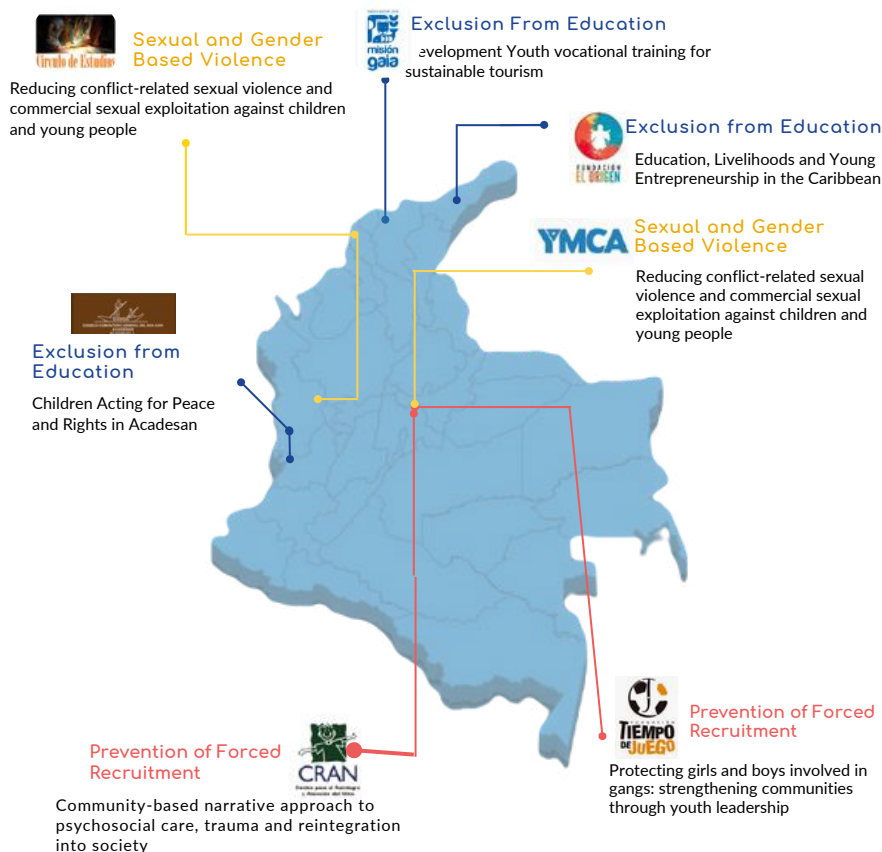 Círculo de Estudios
Sexual and Gender
Based Violence
Reducing conflict-related sexual violence and
commercial sexual exploitation against children
and young people
misión
gaia
Exclusion From Education
evelopment Youth vocational training for
sustainable tourism
FUNDACIÓN
EL ORIGEN
Exclusion from Education
Education, Livelihoods and Young
Entrepreneurship in the Caribbean
YMCA
Sexual and Gender
Based Violence
Reducing conflict-related sexual
violence and commercial sexual
exploitation against children and
young people
Exclusion from
Education
Children Acting for Peace
and Rights in Acadesan
Prevention of Forced
Recruitment
CRAN
Community-based narrative approach to
psychosocial care, trauma and reintegration
into society
TIEMPO
DE JUEGO
Prevention of Forced
Recruitment
Protecting girls and boys involved in
gangs: strengthening communities
through youth leadership